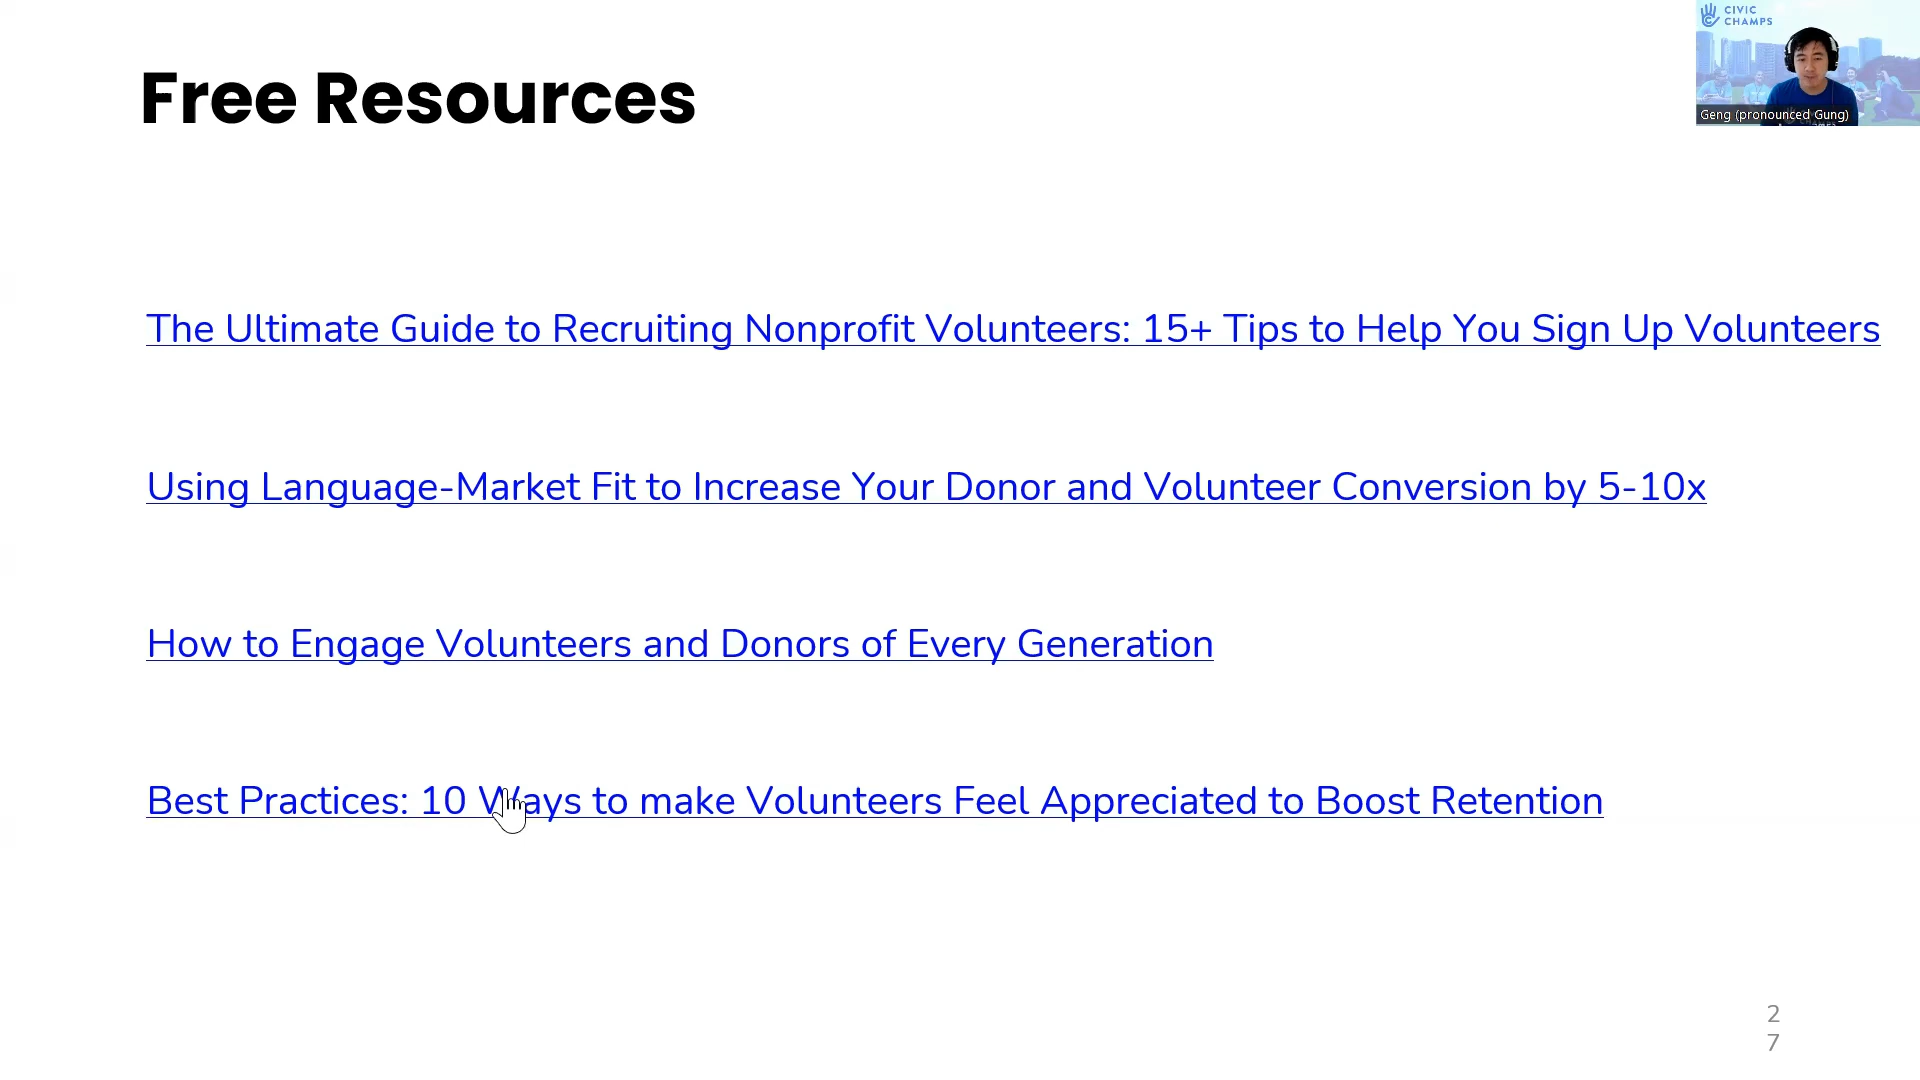 Free Resources
CIVIC
CHAMPS
Geng (pronounced Gung)
The Ultimate Guide to Recruiting Nonprofit Volunteers: 15+ Tips to Help You Sign Up Volunteers
Using Language-Market Fit to Increase Your Donor and Volunteer Conversion by 5-10x
How to Engage Volunteers and Donors of Every Generation
Best Practices: 10 Ways to make Volunteers Feel Appreciated to Boost Retention
2
7